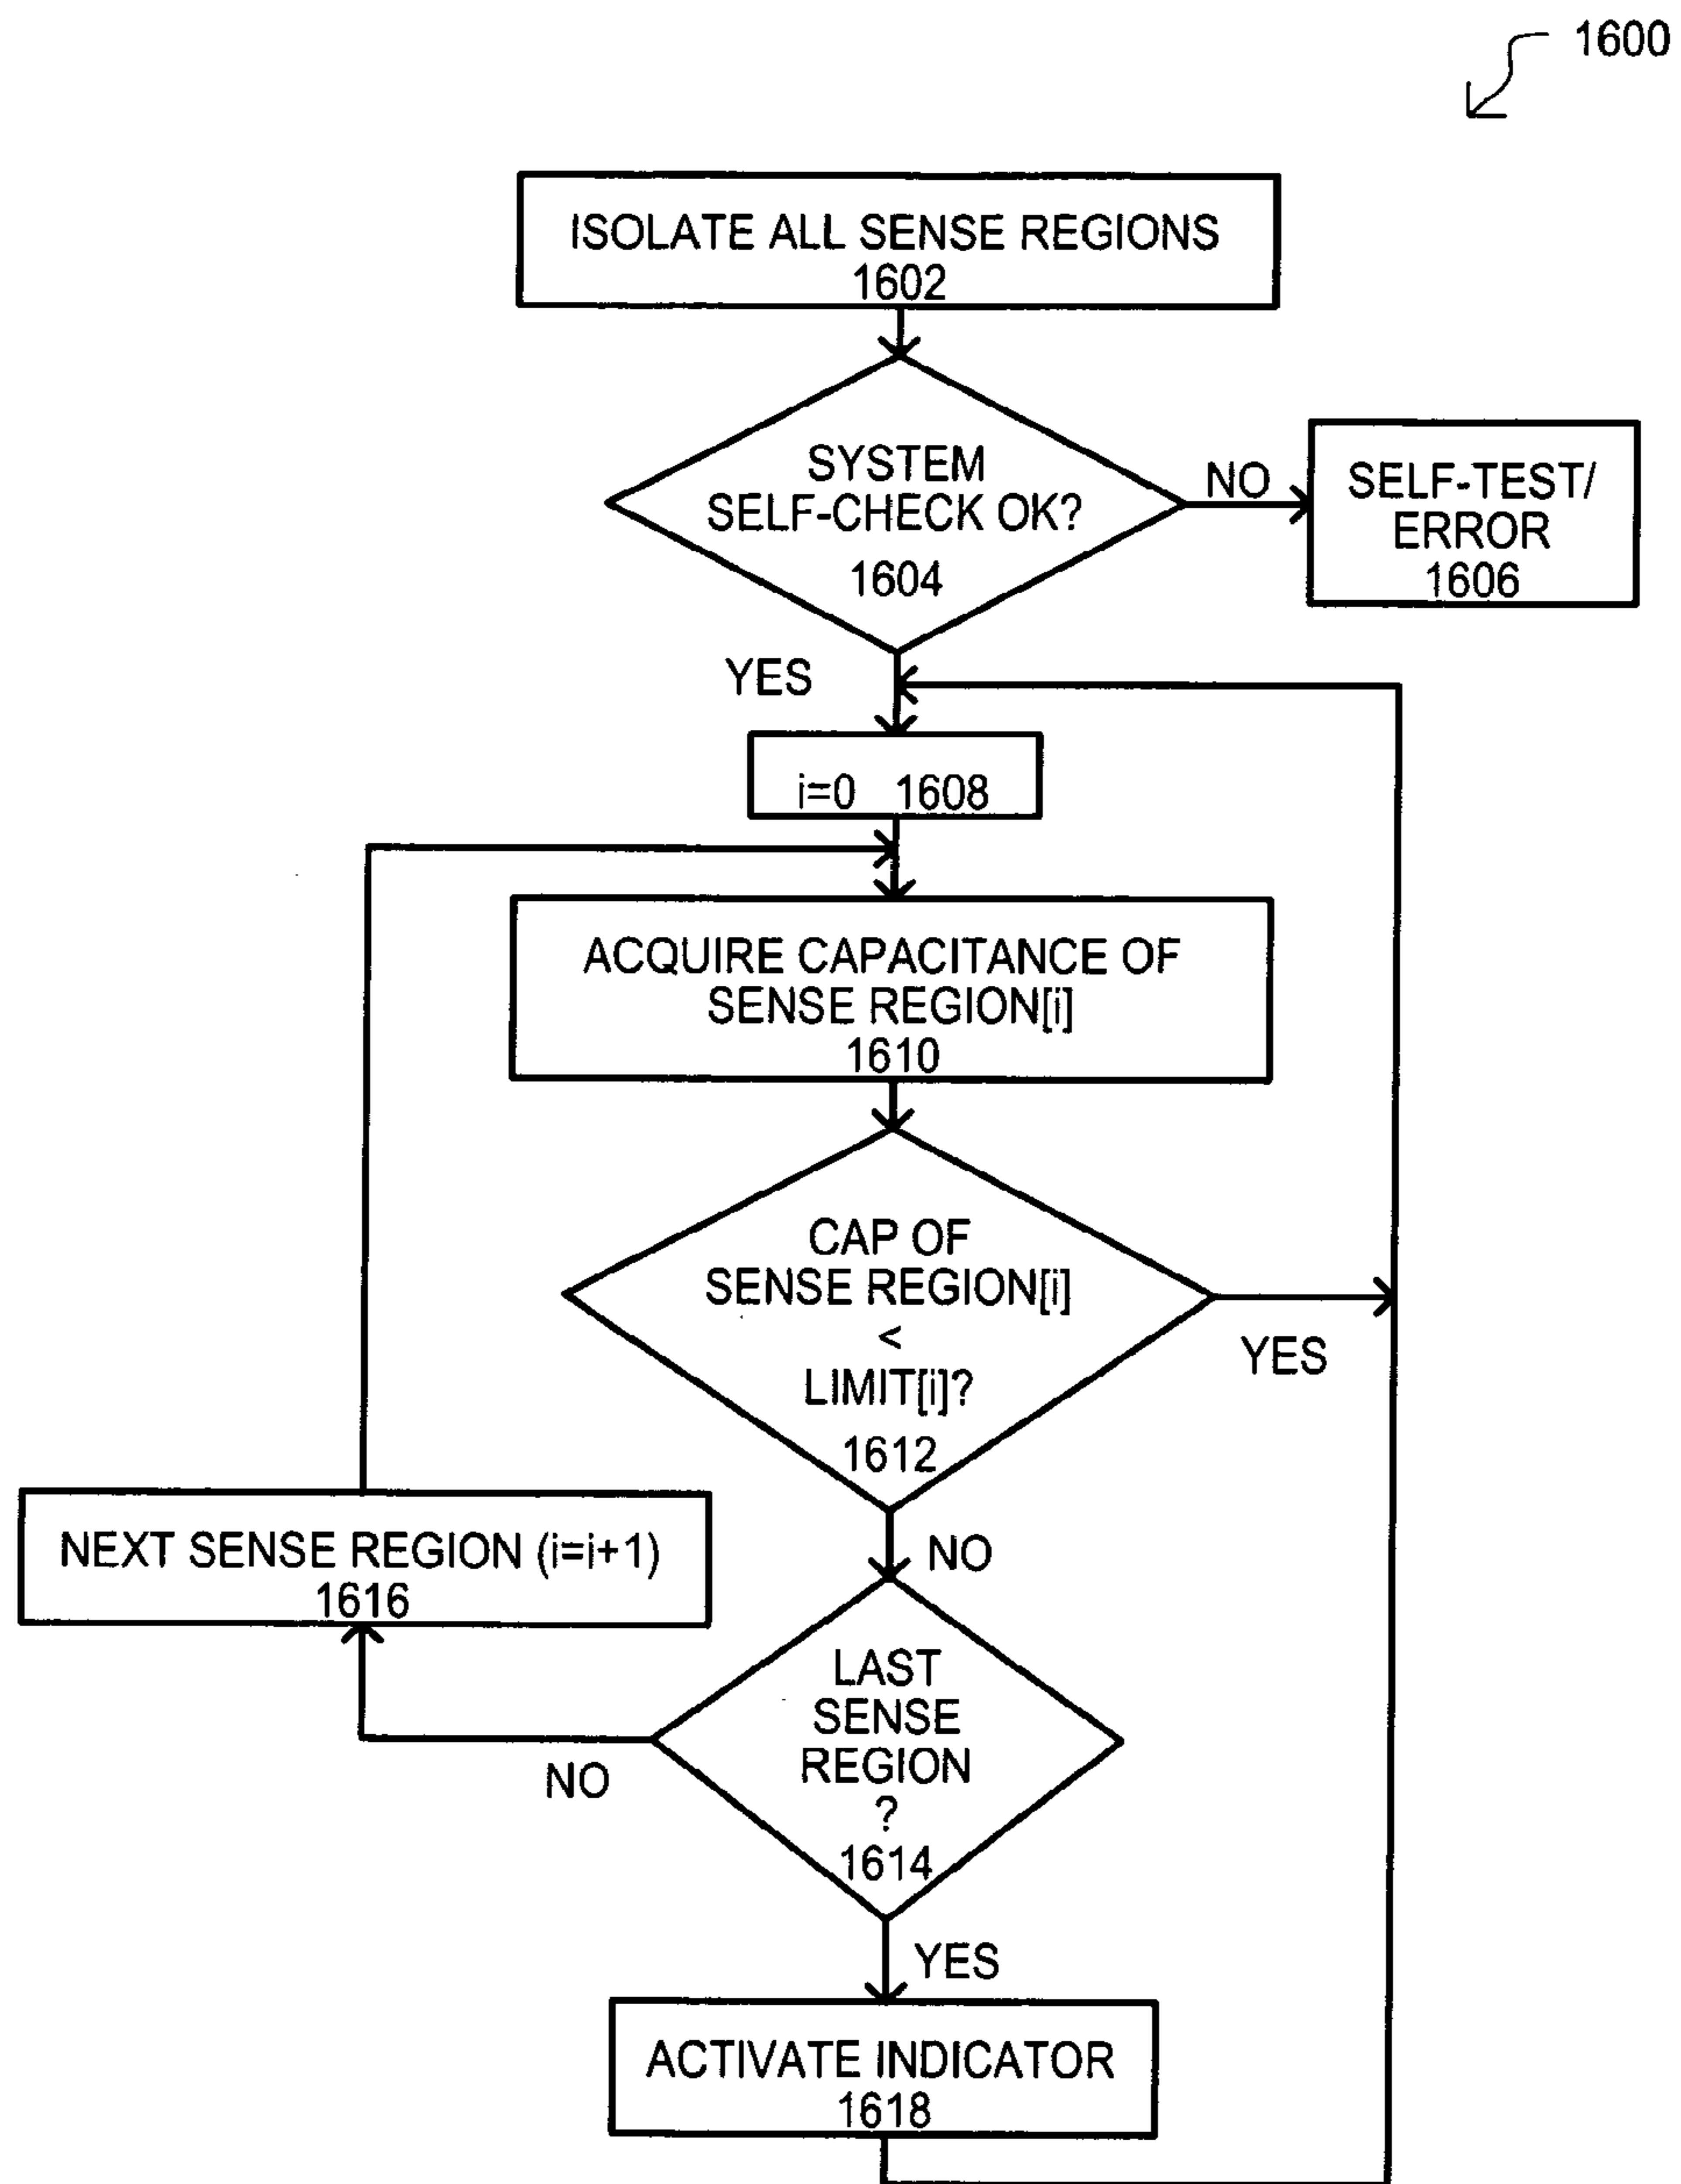 1600
ISOLATE ALL SENSE REGIONS
1602
SYSTEM
SELF-CHECK OK?
1604
NO
SELF-TEST/
ERROR
1606
YES
i=0 1608
ACQUIRE CAPACITANCE OF
SENSE REGION[i]
1610
CAP OF
SENSE REGION[i]
<
LIMIT[i]?
1612
YES
NO
NEXT SENSE REGION (i=i+1)
1616
LAST
SENSE
REGION
?
1614
NO
YES
ACTIVATE INDICATOR
1618